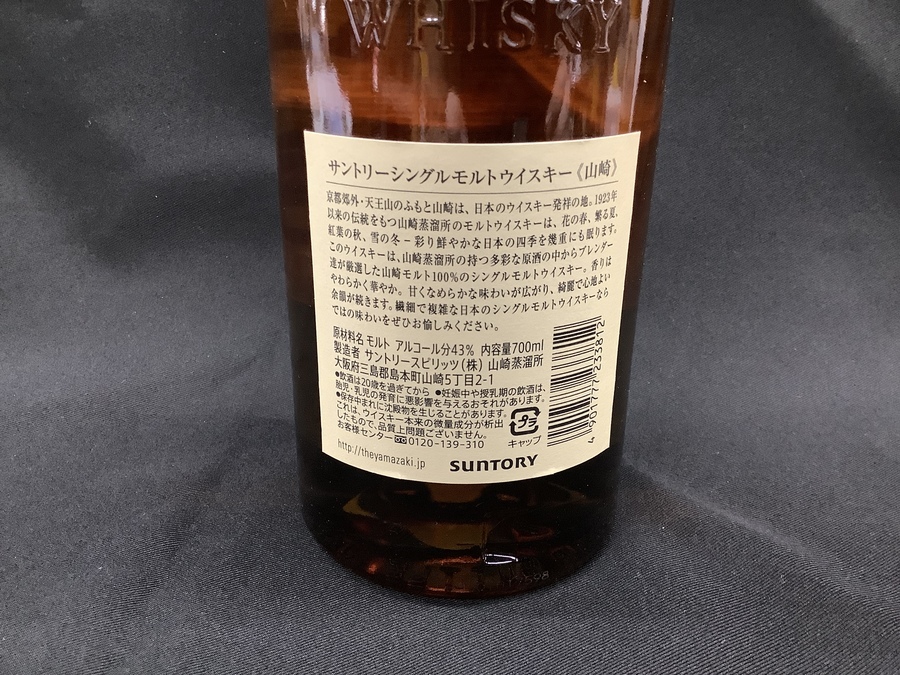 WHISKY
サントリーシングルモルトウイスキー《山崎》
京都郊外・天王山のふもと山崎は、日本のウイスキー発祥の地。1923年
以来の伝統をもつ山崎蒸溜所のモルトウイスキーは、花の春、繁る夏、
紅葉の秋、雪の冬－彩り鮮やかな日本の四季を幾重にも眠ります。
このウイスキーは、山崎蒸溜所の持つ多彩な原酒の中からブレンダー
達が厳選した山崎モルト100%のシングルモルトウイスキー。香りは
やわらかく華やか。甘くなめらかな味わいが広がり、綺麗で心地よい
余韻が続きます。繊細で複雑な日本のシングルモルトウイスキーなら
ではの味わいをぜひお愉しみください。
原材料名 モルト アルコール分43% 内容量700ml
製造者 サントリースピリッツ(株) 山崎蒸溜所
大阪府三島郡島本町山崎5丁目2-1
●飲酒は20歳を過ぎてから ●妊娠中や授乳期の飲酒は、
胎児・乳児の発育に悪影響を与えるおそれがあります。
●保存中まれに沈殿物を生じることがあります。
これは、ウイスキー本来の微量成分が析出
したもので、品質上問題ございません。
お客様センター 0120-139-310
プラ
キャップ
http://theyamazaki.jp
SUNTORY
4 901777 233812